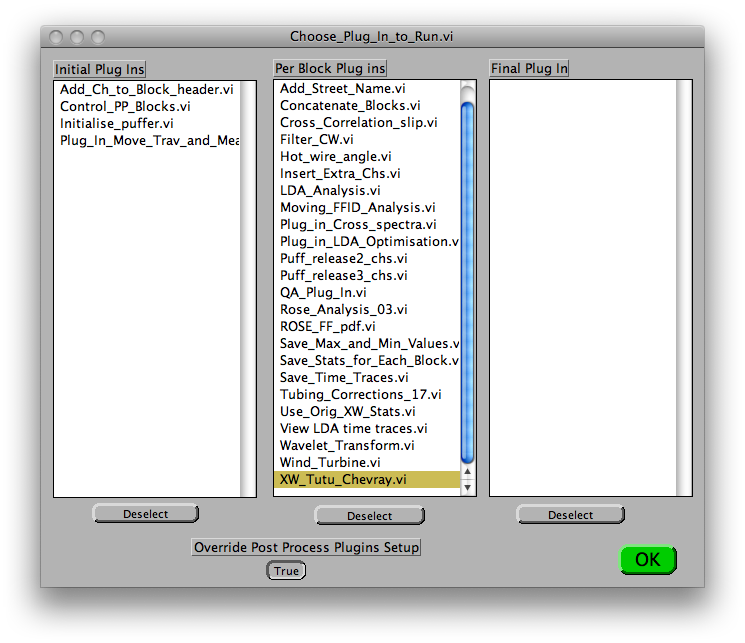 Choose_Plug_In_to_Run.vi
Initial Plug Ins
Add_Ch_to_Block_header.vi
Control_PP_Blocks.vi
Initialise_puffer.vi
Plug_In_Move_Trav_and_Mea
Deselect
Per Block Plug ins
Add_Street_Name.vi
Concatenate_Blocks.vi
Cross_Correlation_slip.vi
Filter_CW.vi
Hot_wire_angle.vi
Insert_Extra_Chs.vi
LDA_Analysis.vi
Moving_FFID_Analysis.vi
Plug_in_Cross_spectra.vi
Plug_in_LDA_Optimisation.v
Puff_release2_chs.vi
Puff_release3_chs.vi
QA_Plug_In.vi
Rose_Analysis_03.vi
ROSE_FF_pdf.vi
Save_Max_and_Min_Values.v
Save_Stats_for_Each_Block.v
Save_Time_Traces.vi
Tubing_Corrections_17.vi
Use_Orig_XW_Stats.vi
View LDA time traces.vi
Wavelet_Transform.vi
Wind_Turbine.vi
XW_Tutu_Chevray.vi
Deselect
Final Plug In
Deselect
Override Post Process Plugins Setup
True
OK